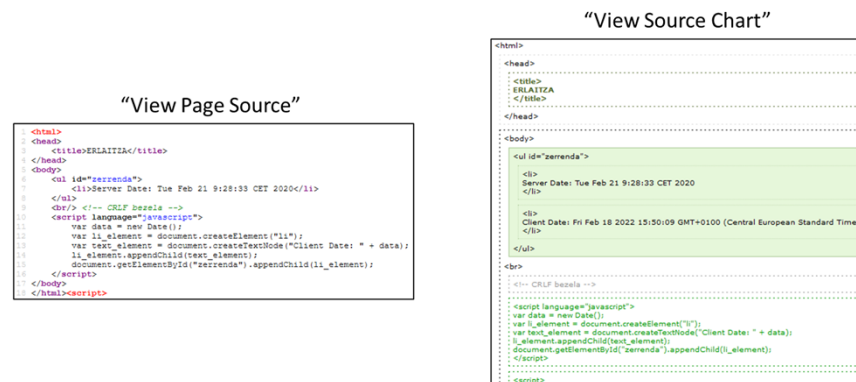 “View Page Source”
1 <html>
2 <head>
3 <title>ERLAITZA</title>
4 </head>
5 <body>
6 <ul id="zerrenda">
7 <li>Server Date: Tue Feb 21 9:28:33 CET 2020</li>
8 </ul>
9 <br/> <!-- CRLF bezela -->
10 <script language="javascript">
11 var data = new Date();
12 var li_element = document.createElement("li");
13 var text_element = document.createTextNode("Client Date: " + data);
14 li_element.appendChild(text_element);
15 document.getElementById("zerrenda").appendChild(li_element);
16 </script>
17 </body>
18 </html><script>
“View Source Chart”
<html>
<head>
<title>
ERLAITZA
</title>
</head>
<body>
<ul id="zerrenda">
<li>
Server Date: Tue Feb 21 9:28:33 CET 2020
</li>
<li>
Client Date: Fri Feb 18 2022 15:50:09 GMT+0100 (Central European Standard Time
</li>
</ul>
<br>
<!-- CRLF bezela -->
<script language="javascript">
var data = new Date();
var li_element = document.createElement("li");
var text_element = document.createTextNode("Client Date: " + data);
li_element.appendChild(text_element);
document.getElementById("zerrenda").appendChild(li_element);
</script>
<script>